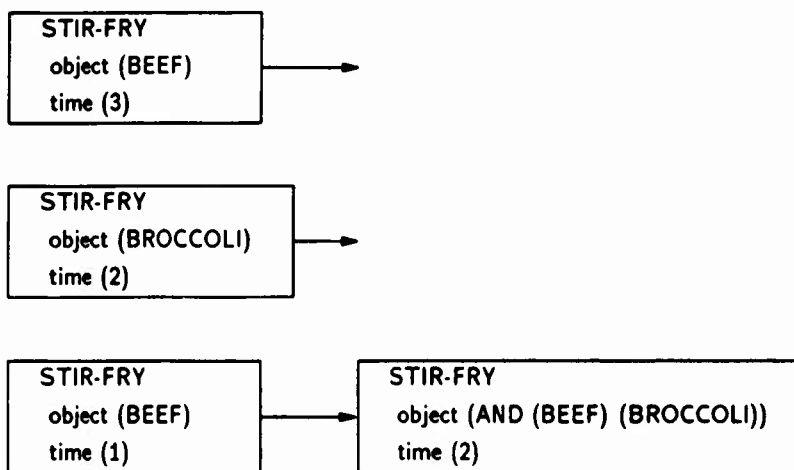 STIR-FRY
object (BEEF)
time (3)
STIR-FRY
object (BROCCOLI)
time (2)
STIR-FRY
object (BEEF)
time (1)
STIR-FRY
object (AND (BEEF) (BROCCOLI))
time (2)